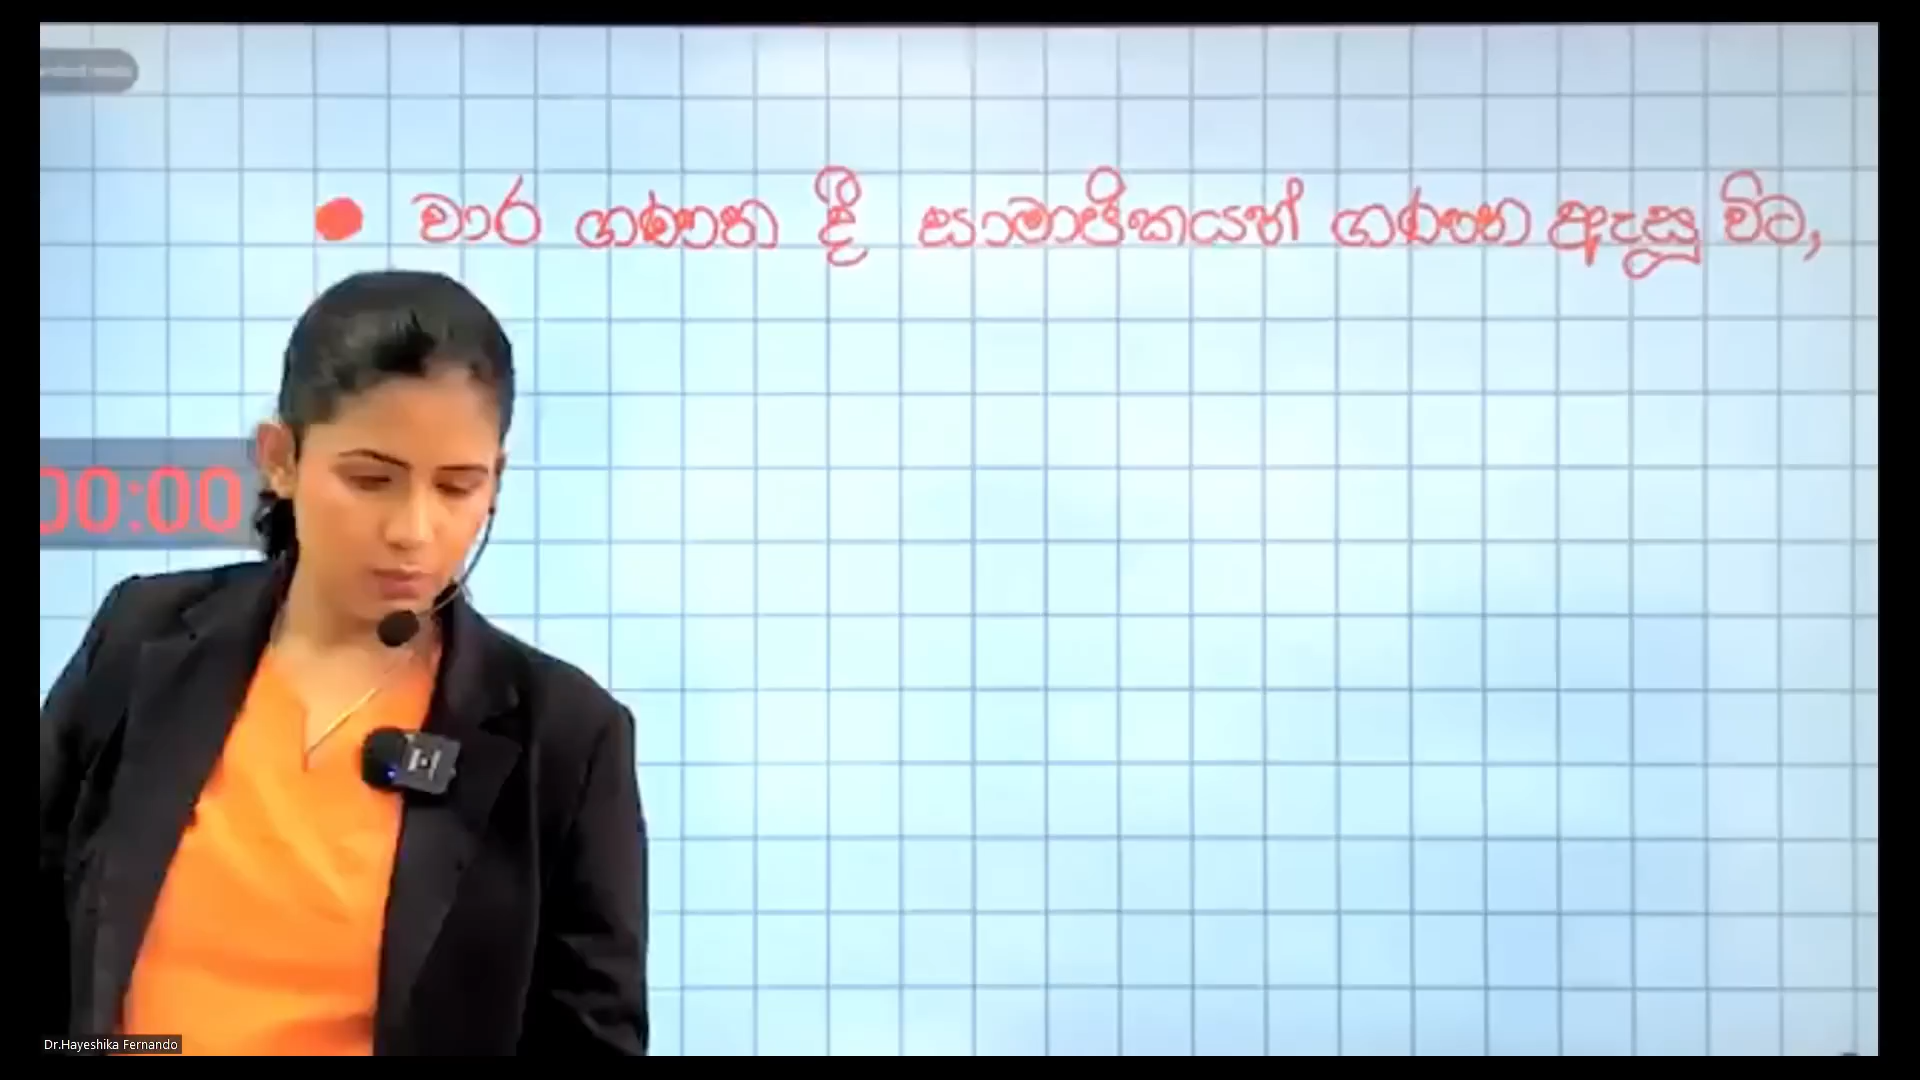 ● වාර ගණන දී සාමාජිකයන් ගණන ඇසූ විට,
00:00
Dr.Hayeshika Fernando